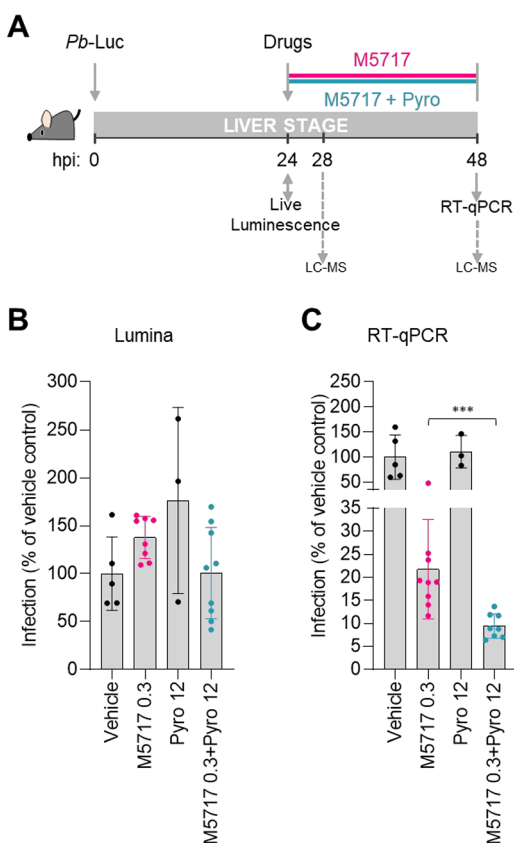 A
Pb-Luc
Drugs
M5717
M5717 + Pyro
LIVER STAGE
hpi: 0 24 28 48
Live
Luminescence
RT-qPCR
LC-MS
LC-MS
B
Lumina
Infection (% of vehicle control)
300
250
200
150
100
50
0
Vehicle
M5717 0.3
Pyro 12
M5717 0.3+Pyro 12
C
RT-qPCR
Infection (% of vehicle control)
250
200
150
100
50
35
30
25
20
15
10
5
0
***
Vehicle
M5717 0.3
Pyro 12
M5717 0.3+Pyro 12